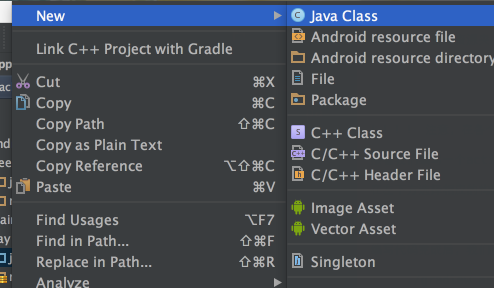 New
Link C++ Project with Gradle
Cut ⌘X
Copy ⌘C
Copy Path ⇧⌘C
Copy as Plain Text
Copy Reference ⌥⇧⌘C
Paste ⌘V
Find Usages ⌥F7
Find in Path... ⇧⌘F
Replace in Path... ⇧⌘R
Analyze
Java Class
Android resource file
Android resource directory
File
Package
C++ Class
C/C++ Source File
C/C++ Header File
Image Asset
Vector Asset
Singleton